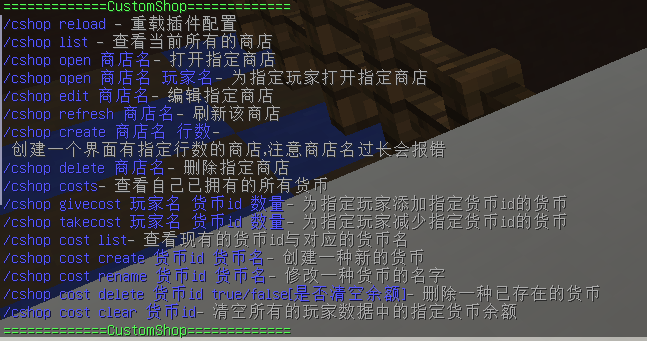 =============CustomShop=============
/cshop reload - 重载插件配置
/cshop list - 查看当前所有的商店
/cshop open 商店名- 打开指定商店
/cshop open 商店名 玩家名- 为指定玩家打开指定商店
/cshop edit 商店名- 编辑指定商店
/cshop refresh 商店名- 刷新该商店
/cshop create 商店名 行数-
创建一个界面有指定行数的商店,注意商店名过长会报错
/cshop delete 商店名- 删除指定商店
/cshop costs- 查看自己已拥有的所有货币
/cshop givecost 玩家名 货币id 数量- 为指定玩家添加指定货币id的货币
/cshop takecost 玩家名 货币id 数量- 为指定玩家减少指定货币id的货币
/cshop cost list- 查看现有的货币id与对应的货币名
/cshop cost create 货币id 货币名- 创建一种新的货币
/cshop cost rename 货币id 货币名- 修改一种货币的名字
/cshop cost delete 货币id true/false[是否清空余额]- 删除一种已存在的货币
/cshop cost clear 货币id- 清空所有的玩家数据中的指定货币余额
=============CustomShop=============